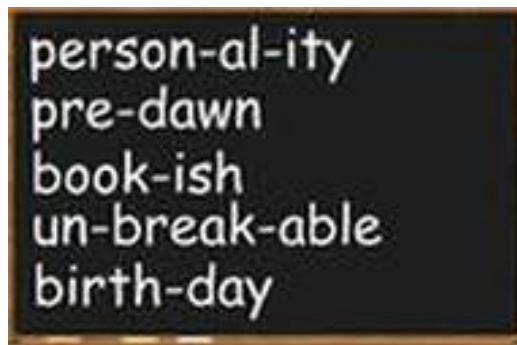 person-al-ity
pre-dawn
book-ish
un-break-able
birth-day